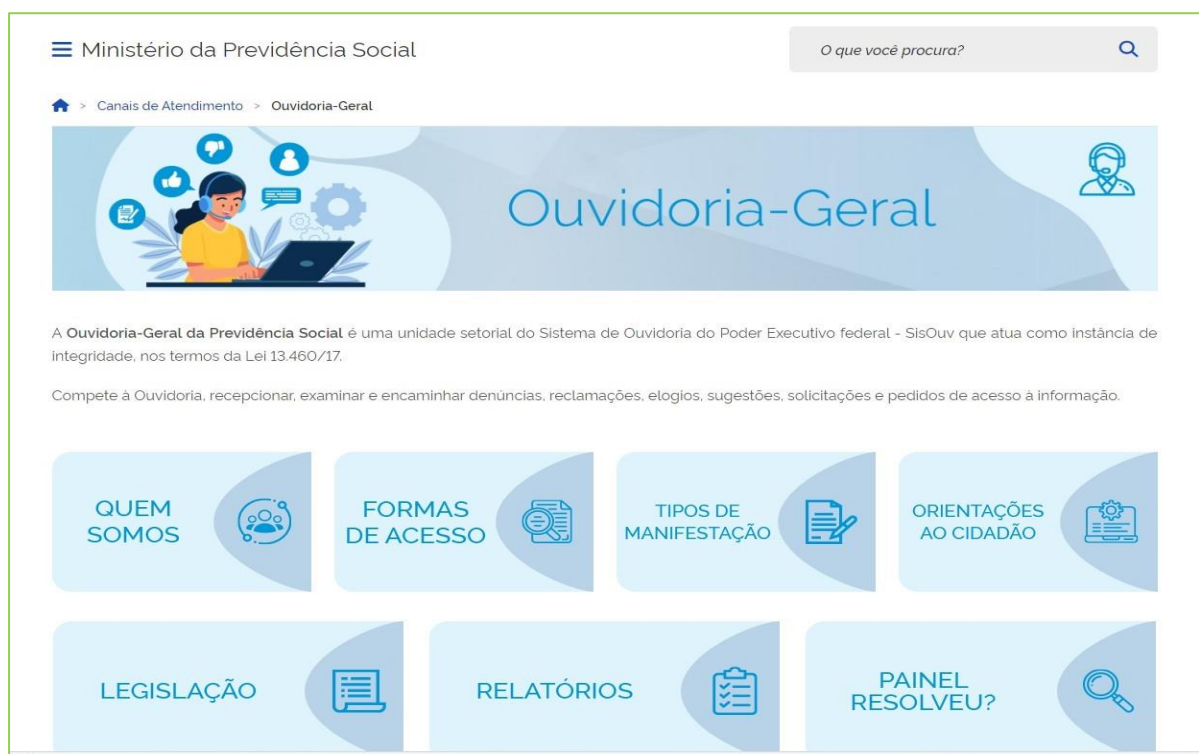 Ministério da Previdência Social
O que você procura?
> Canais de Atendimento > Ouvidoria-Geral
Ouvidoria-Geral
A Ouvidoria-Geral da Previdência Social é uma unidade setorial do Sistema de Ouvidoria do Poder Executivo federal - SisOuv que atua como instância de
integridade, nos termos da Lei 13.460/17.
Compete à Ouvidoria, recepcionar, examinar e encaminhar denúncias, reclamações, elogios, sugestões, solicitações e pedidos de acesso à informação.
QUEM
SOMOS
FORMAS
DE ACESSO
TIPOS DE
MANIFESTAÇÃO
ORIENTAÇÕES
AO CIDADÃO
LEGISLAÇÃO
RELATÓRIOS
PAINEL
RESOLVEU?